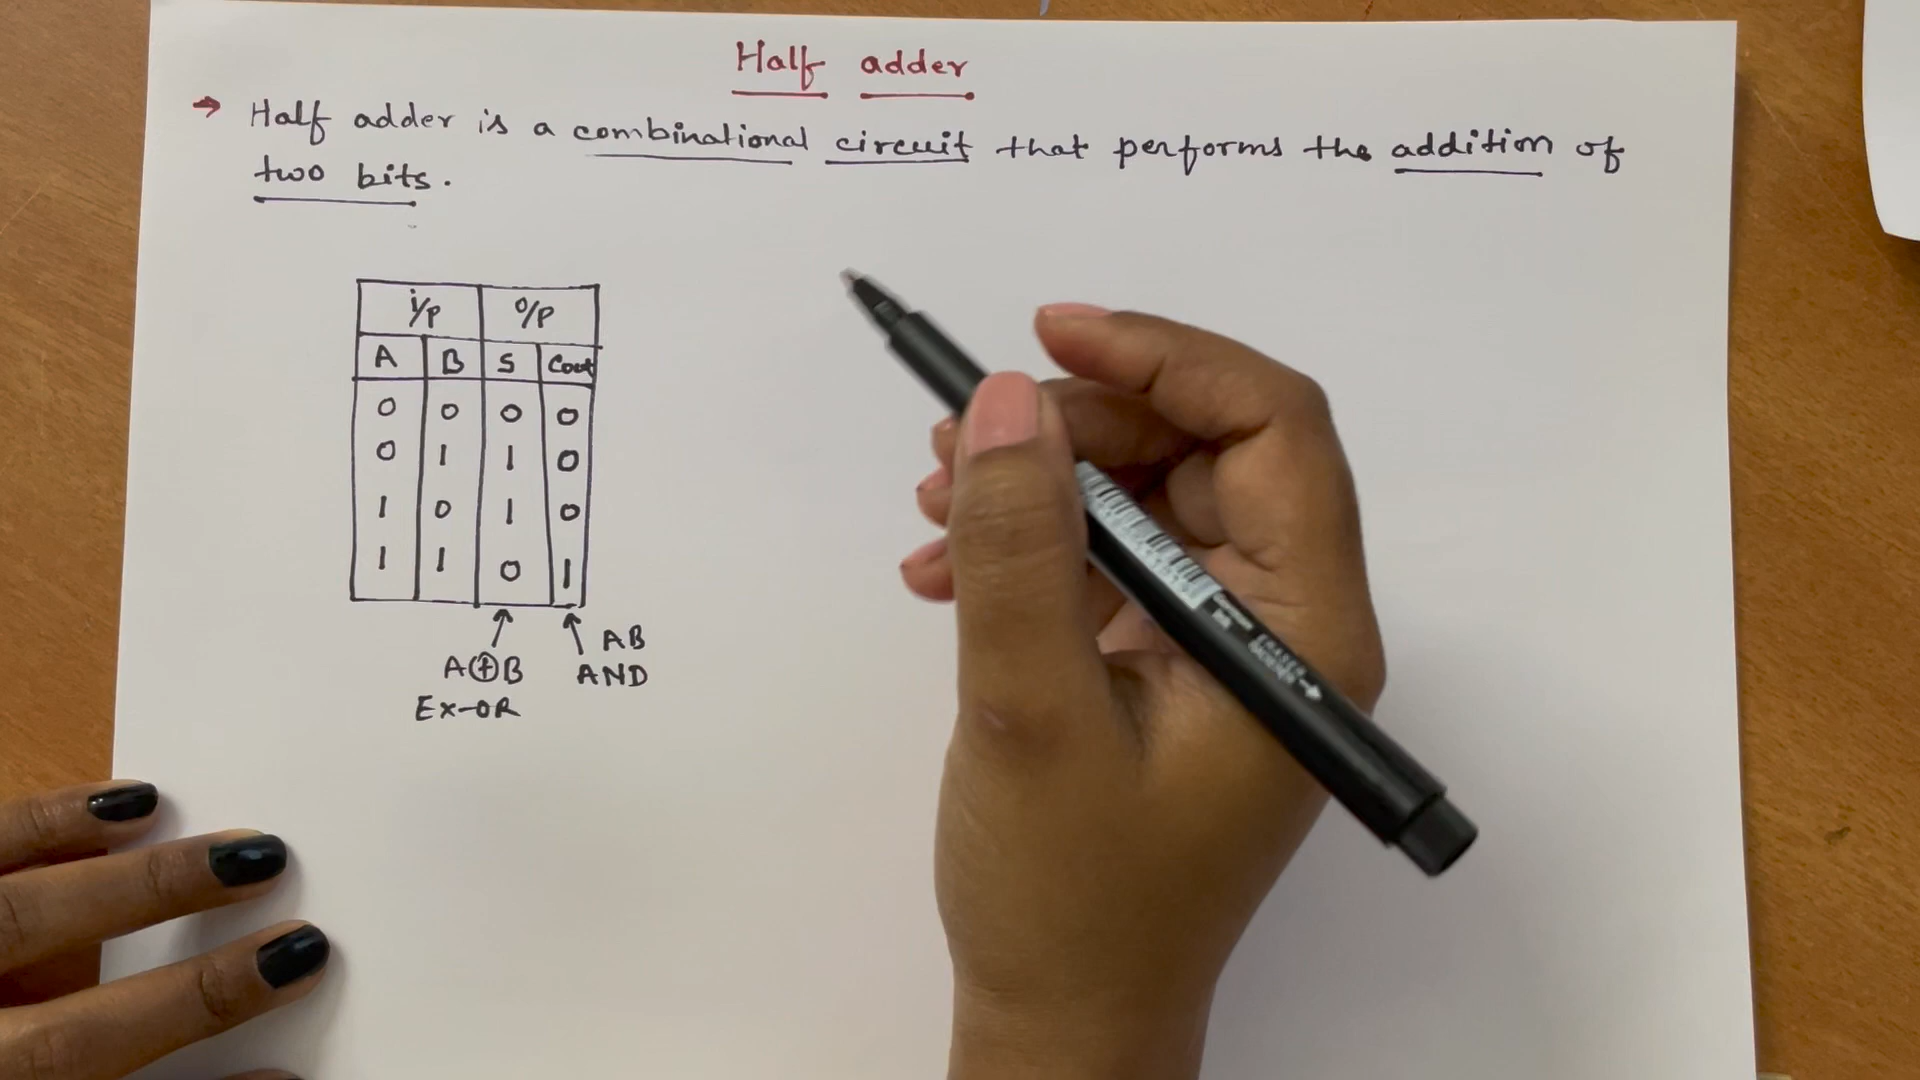 Half adder
→ Half adder is a combinational circuit that performs the addition of
two bits.
i/p o/p
A B S Cout
0 0 0 0
0 1 1 0
1 0 1 0
1 1 0 1
↑ ↑ AB
A⊕B AND
Ex-OR